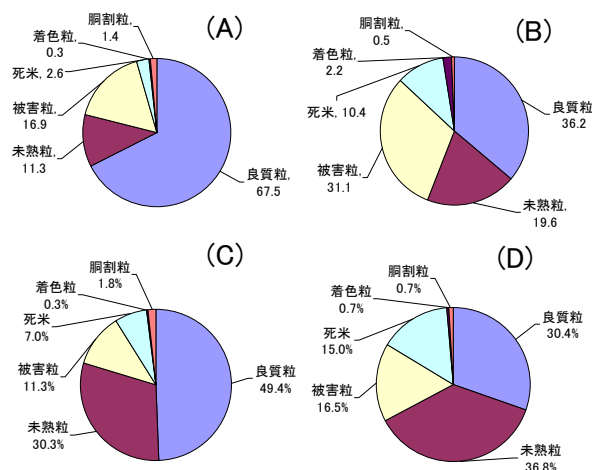 (A)
胴割粒,
1.4
着色粒,
0.3
死米, 2.6
被害粒,
16.9
未熟粒,
11.3
良質粒,
67.5
(B)
胴割粒,
0.5
着色粒,
2.2
死米, 10.4
被害粒,
31.1
良質粒,
36.2
未熟粒,
19.6
(C)
胴割粒
1.8%
着色粒
0.3%
死米
7.0%
被害粒
11.3%
未熟粒
30.3%
良質粒
49.4%
(D)
胴割粒
0.7%
着色粒
0.7%
死米
15.0%
被害粒
16.5%
良質粒
30.4%
未熟粒
36.8%